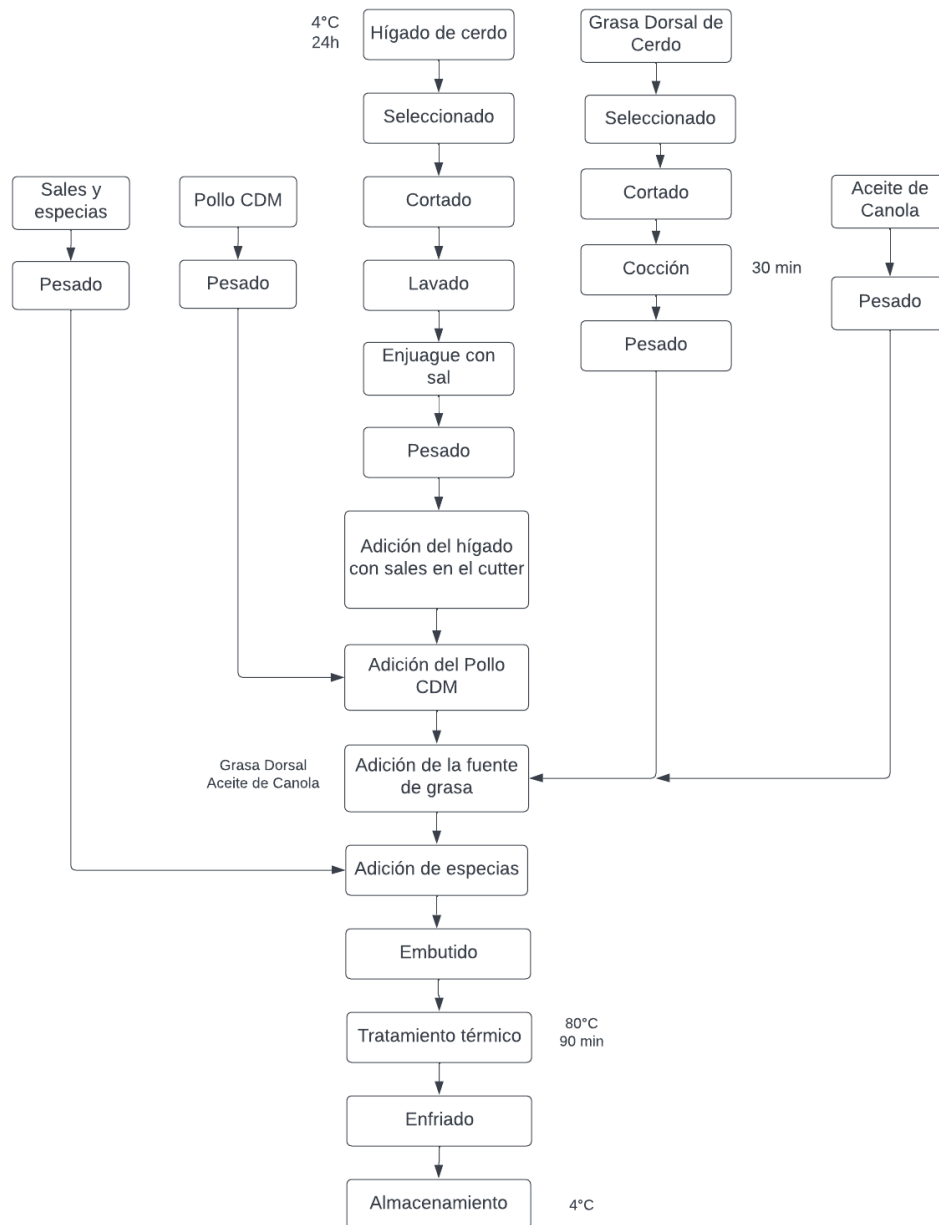 4°C
24h
Hígado de cerdo
Grasa Dorsal de
Cerdo
Seleccionado
Seleccionado
Sales y
especias
Pollo CDM
Cortado
Cortado
Aceite de
Canola
Pesado
Pesado
Lavado
Cocción
30 min
Pesado
Enjuague con
sal
Pesado
Pesado
Adición del hígado
con sales en el cutter
Adición del Pollo
CDM
Grasa Dorsal
Aceite de Canola
Adición de la fuente
de grasa
Adición de especias
Embutido
Tratamiento térmico
80°C
90 min
Enfriado
Almacenamiento
4°C